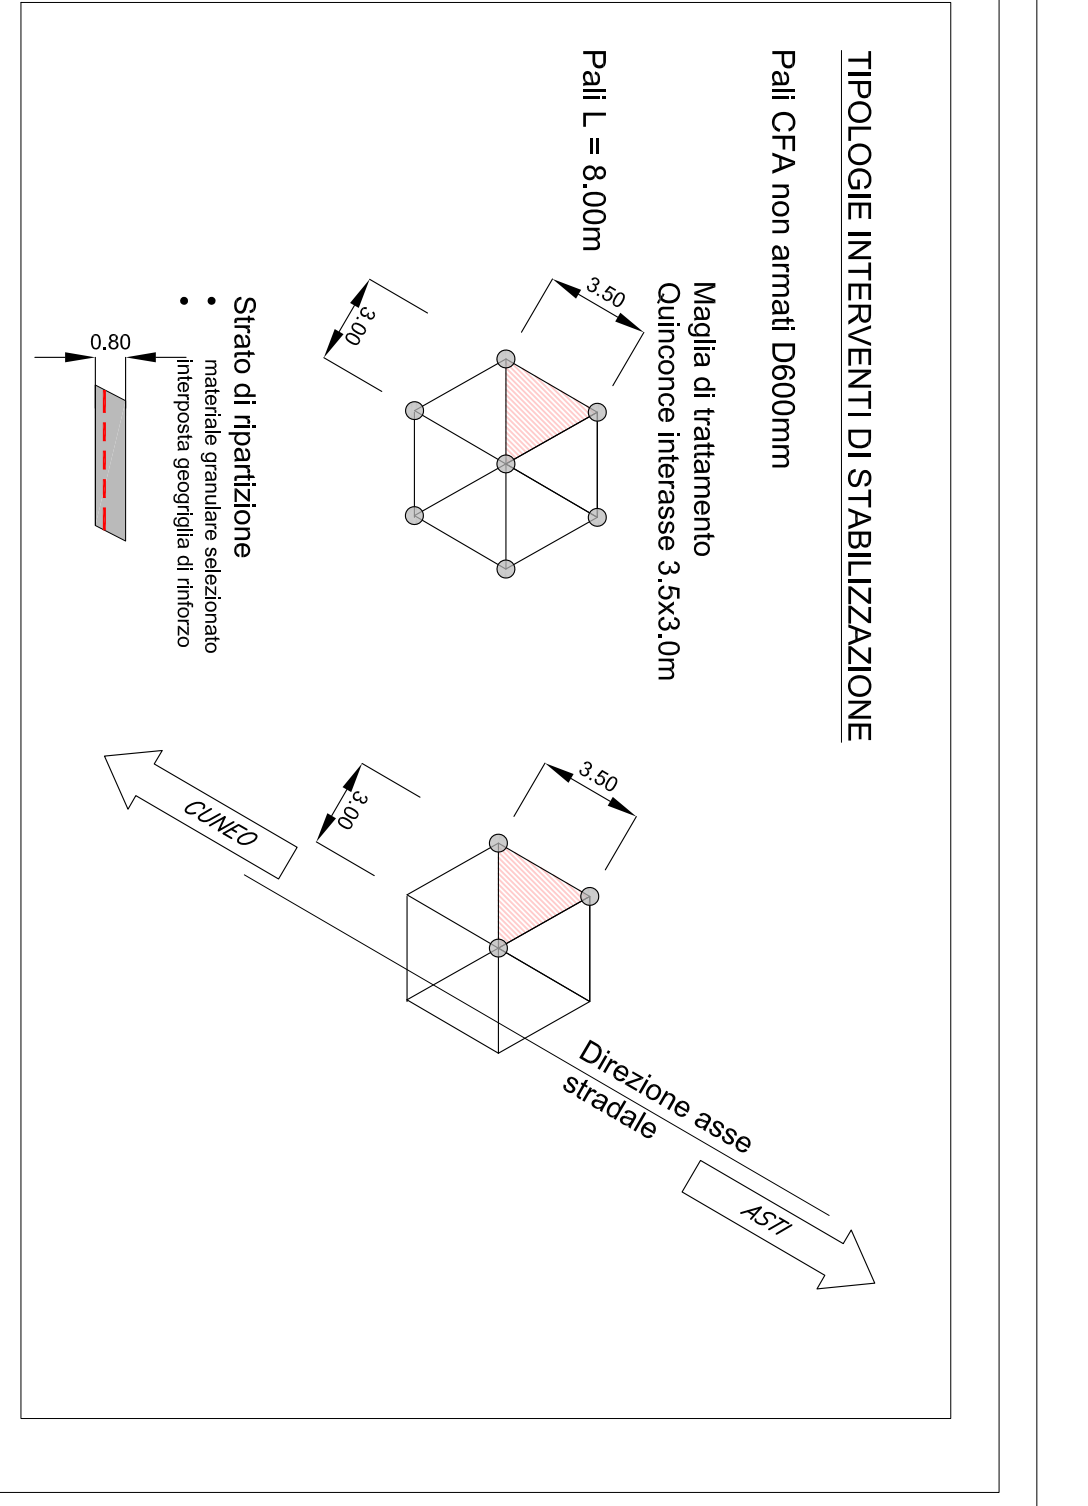 TIPOLOGIE INTERVENTI DI STABILIZZAZIONE
Pali CFA non armati D600mm
Maglia di trattamento
Quinconce interasse 3.5x3.0m
Pali L = 8.00m
3.50
3.00
3.50
3.00
Direzione asse
stradale
ASTI
CUNEO
Strato di ripartizione
• materiale granulare selezionato
• interposta geogriglia di rinforzo
0.80